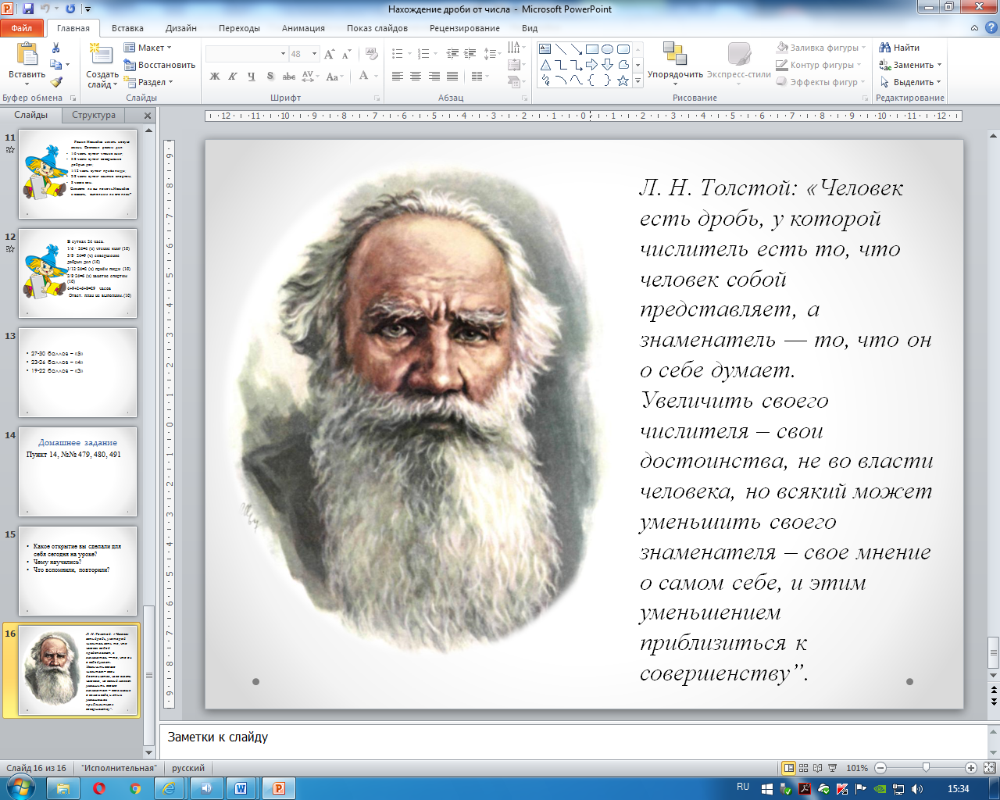 Нахождение дроби от числа - Microsoft PowerPoint
Файл Главная Вставка Дизайн Переходы Анимация Показ слайдов Рецензирование Вид
Вставить
Буфер обмена
Создать слайд
Макет
Восстановить
Раздел
Слайды
48
Ж К Ч S abc AV Aa A
Шрифт
Абзац
Упорядочить
Экспресс-стили
Заливка фигуры
Контур фигуры
Эффекты фигур
Рисование
Найти
Заменить
Выделить
Редактирование
Слайды Структура
11
12
В сутках 24 часа.
13
27-30 баллов – «5»
23-26 баллов – «4»
19-22 баллов – «3»
14
Домашнее задание
Пункт 14, №№ 479, 480, 491
15
Какое открытие вы сделали для
себя сегодня на уроке?
Чему научились?
Что вспомнили, повторили?
16
Л. Н. Толстой: «Человек
есть дробь, у которой
числитель есть то, что
человек собой
представляет, а
знаменатель — то, что он
о себе думает.
Увеличить своего
числителя – свои
достоинства, не во власти
человека, но всякий может
уменьшить своего
знаменателя – свое мнение
о самом себе, и этим
уменьшением
приблизиться к
совершенству”.
Заметки к слайду
Слайд 16 из 16 "Исполнительная" русский 101%
RU 15:34